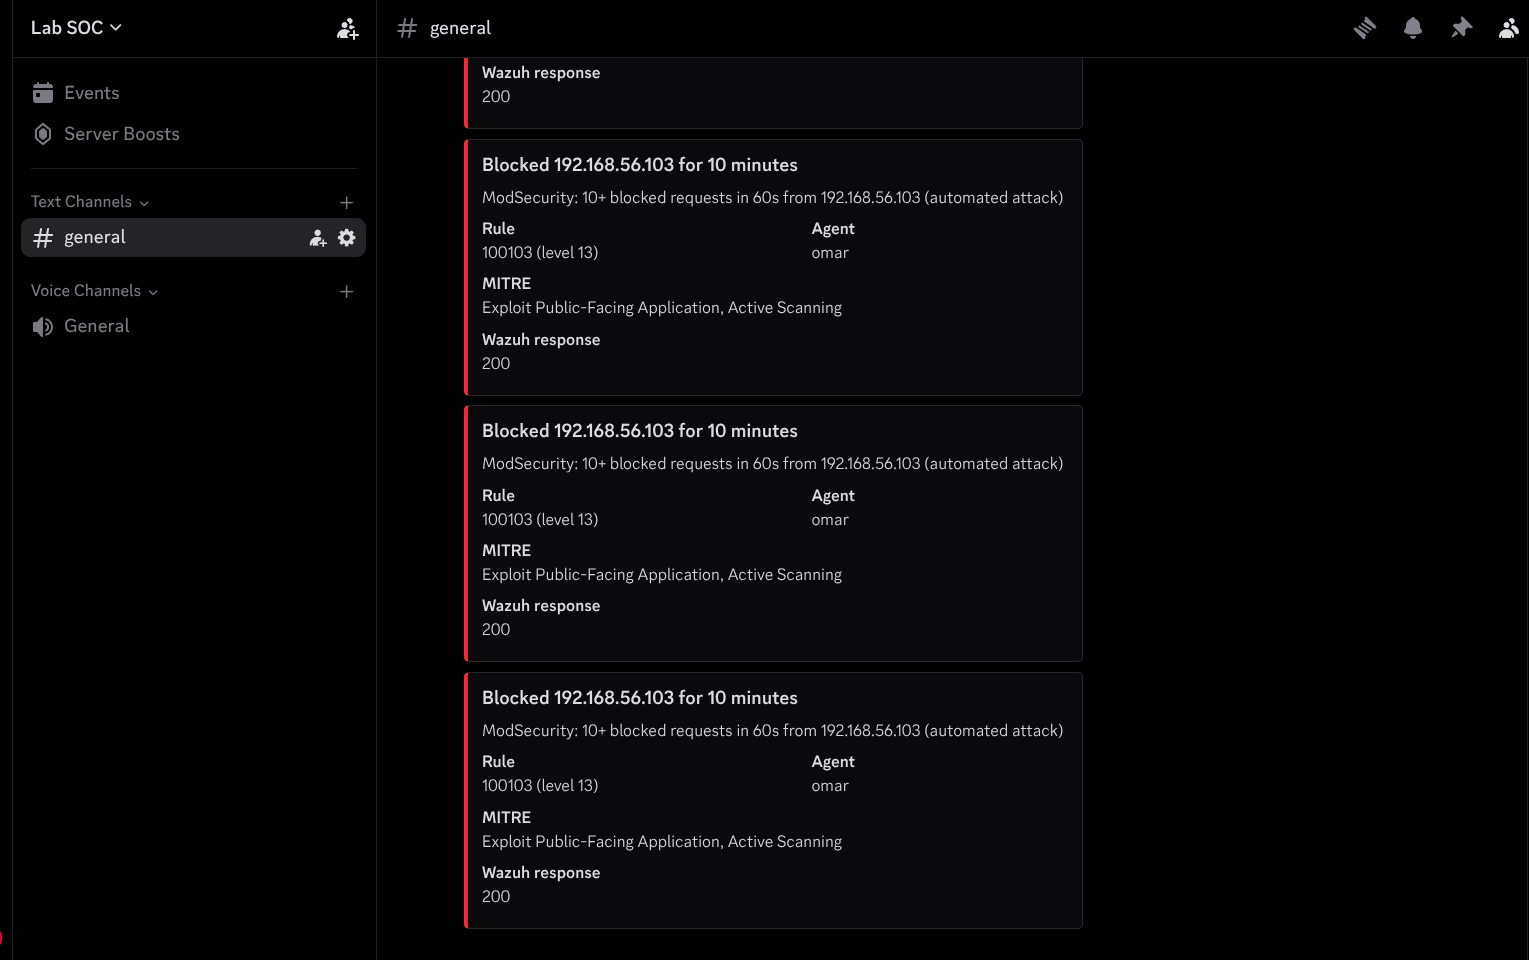 Lab SOC
general
Events
Server Boosts
Text Channels
general
Voice Channels
General
Wazuh response
200
Blocked 192.168.56.103 for 10 minutes
ModSecurity: 10+ blocked requests in 60s from 192.168.56.103 (automated attack)
Rule Agent
100103 (level 13) omar
MITRE
Exploit Public-Facing Application, Active Scanning
Wazuh response
200
Blocked 192.168.56.103 for 10 minutes
ModSecurity: 10+ blocked requests in 60s from 192.168.56.103 (automated attack)
Rule Agent
100103 (level 13) omar
MITRE
Exploit Public-Facing Application, Active Scanning
Wazuh response
200
Blocked 192.168.56.103 for 10 minutes
ModSecurity: 10+ blocked requests in 60s from 192.168.56.103 (automated attack)
Rule Agent
100103 (level 13) omar
MITRE
Exploit Public-Facing Application, Active Scanning
Wazuh response
200